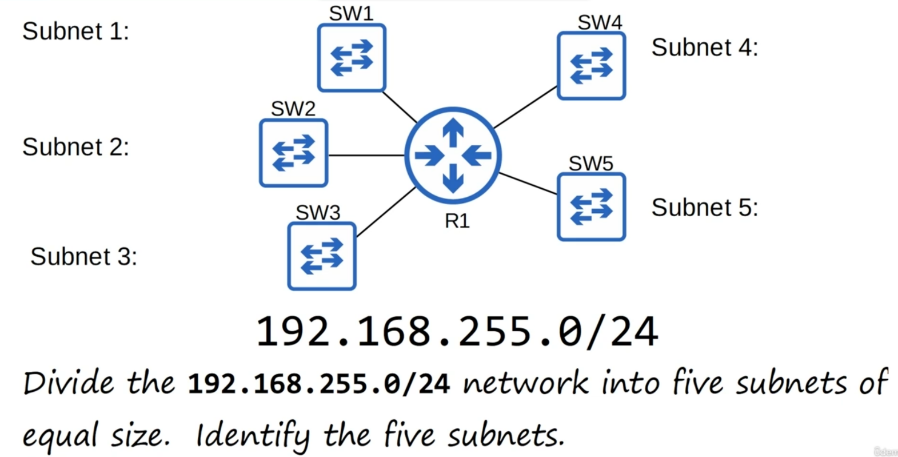 SW1
SW4
Subnet 1:
Subnet 4:
SW2
Subnet 2:
SW5
SW3
Subnet 5:
R1
Subnet 3:
192.168.255.0/24
Divide the 192.168.255.0/24 network into five subnets of
equal size. Identify the five subnets.